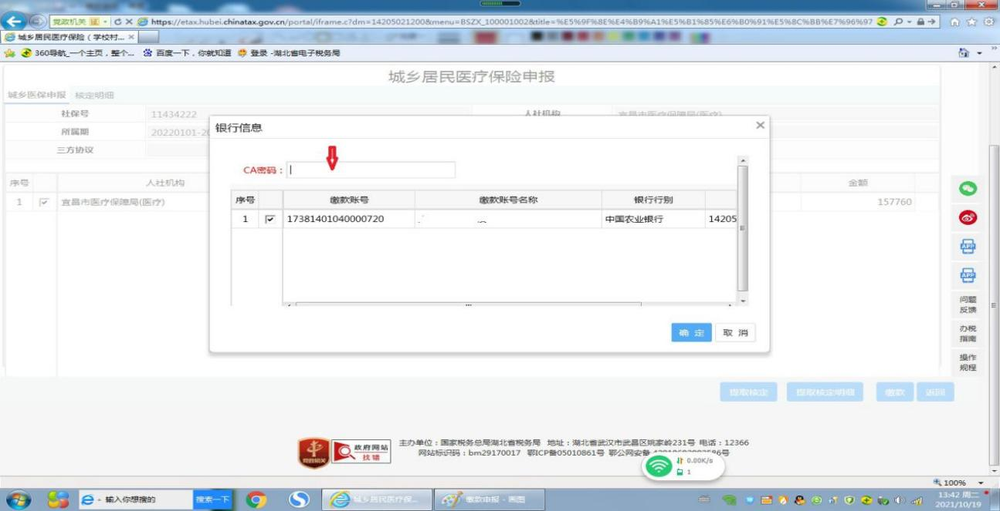 党政机关 证
https://etax.hubei.chinatax.gov.cn/portal/iframe.c?dm=14205021200&menu=BSZX_100001002&title=%E5%9F%8E%E4%B9%A1%E5%B1%85%E6%B0%91%E5%8C%BB%E7%96%97
城乡居民医疗保险（学校村...
360导航_一个主页，整个... 百度一下，你就知道 登录 -湖北省电子税务局
城乡居民医疗保险申报
城乡医保申报 核定明细
社保号 11434222 人社机构 宜昌市医疗保障局(医疗)
所属期 20220101-20
三方协议
序号 人社机构 金额
1 宜昌市医疗保障局(医疗) 157760
银行信息
CA密码：
序号 缴款账号 缴款账号名称 银行行别
1 17381401040000720 中国农业银行 14205
确 定 取 消
APP
APP
问题
反馈
办税
指南
操作
规程
提取核定 提取核定明细 缴款 返回
党政机关
政府网站
找错
主办单位：国家税务总局湖北省税务局 地址：湖北省武汉市武昌区姚家岭231号 电话：12366
网站标识码：bm29170017 鄂ICP备05010861号 鄂公网安备
0.00K/s
1
100%
输入你想搜的 搜索一下 城乡居民医疗保... 缴款申报 - 画图
13:42 周二
2021/10/19